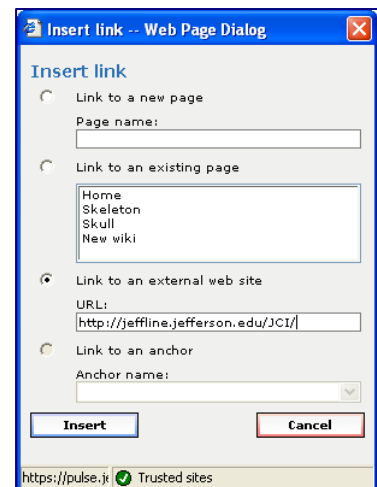 Insert link -- Web Page Dialog
Insert link
Link to a new page
Page name:
Link to an existing page
Home
Skeleton
Skull
New wiki
Link to an external web site
URL:
http://jeffline.jefferson.edu/JCI/
Link to an anchor
Anchor name:
Insert Cancel
https://pulse.je Trusted sites